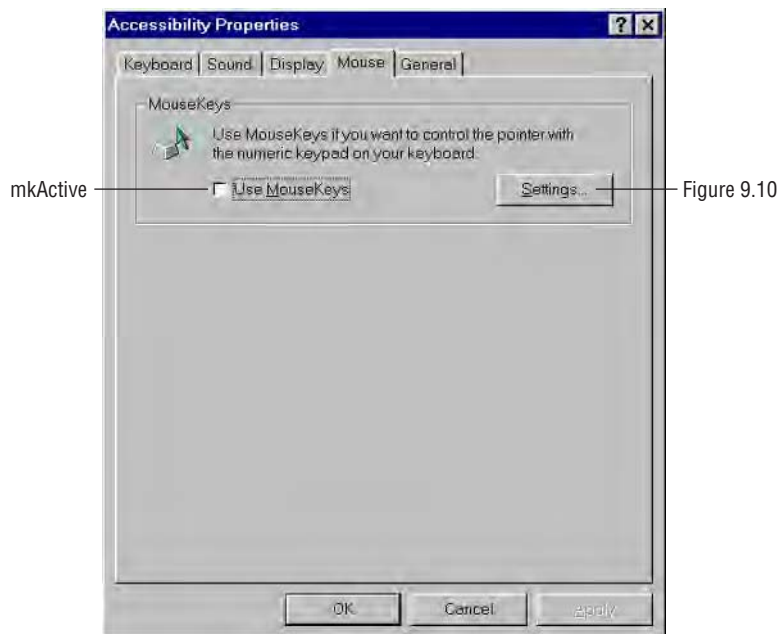 Accessibility Properties
? ×
Keyboard Sound Display Mouse General
MouseKeys
Use MouseKeys if you want to control the pointer with
the numeric keypad on your keyboard.
mkActive
Use MouseKeys
Settings...
Figure 9.10
OK
Cancel
Apply